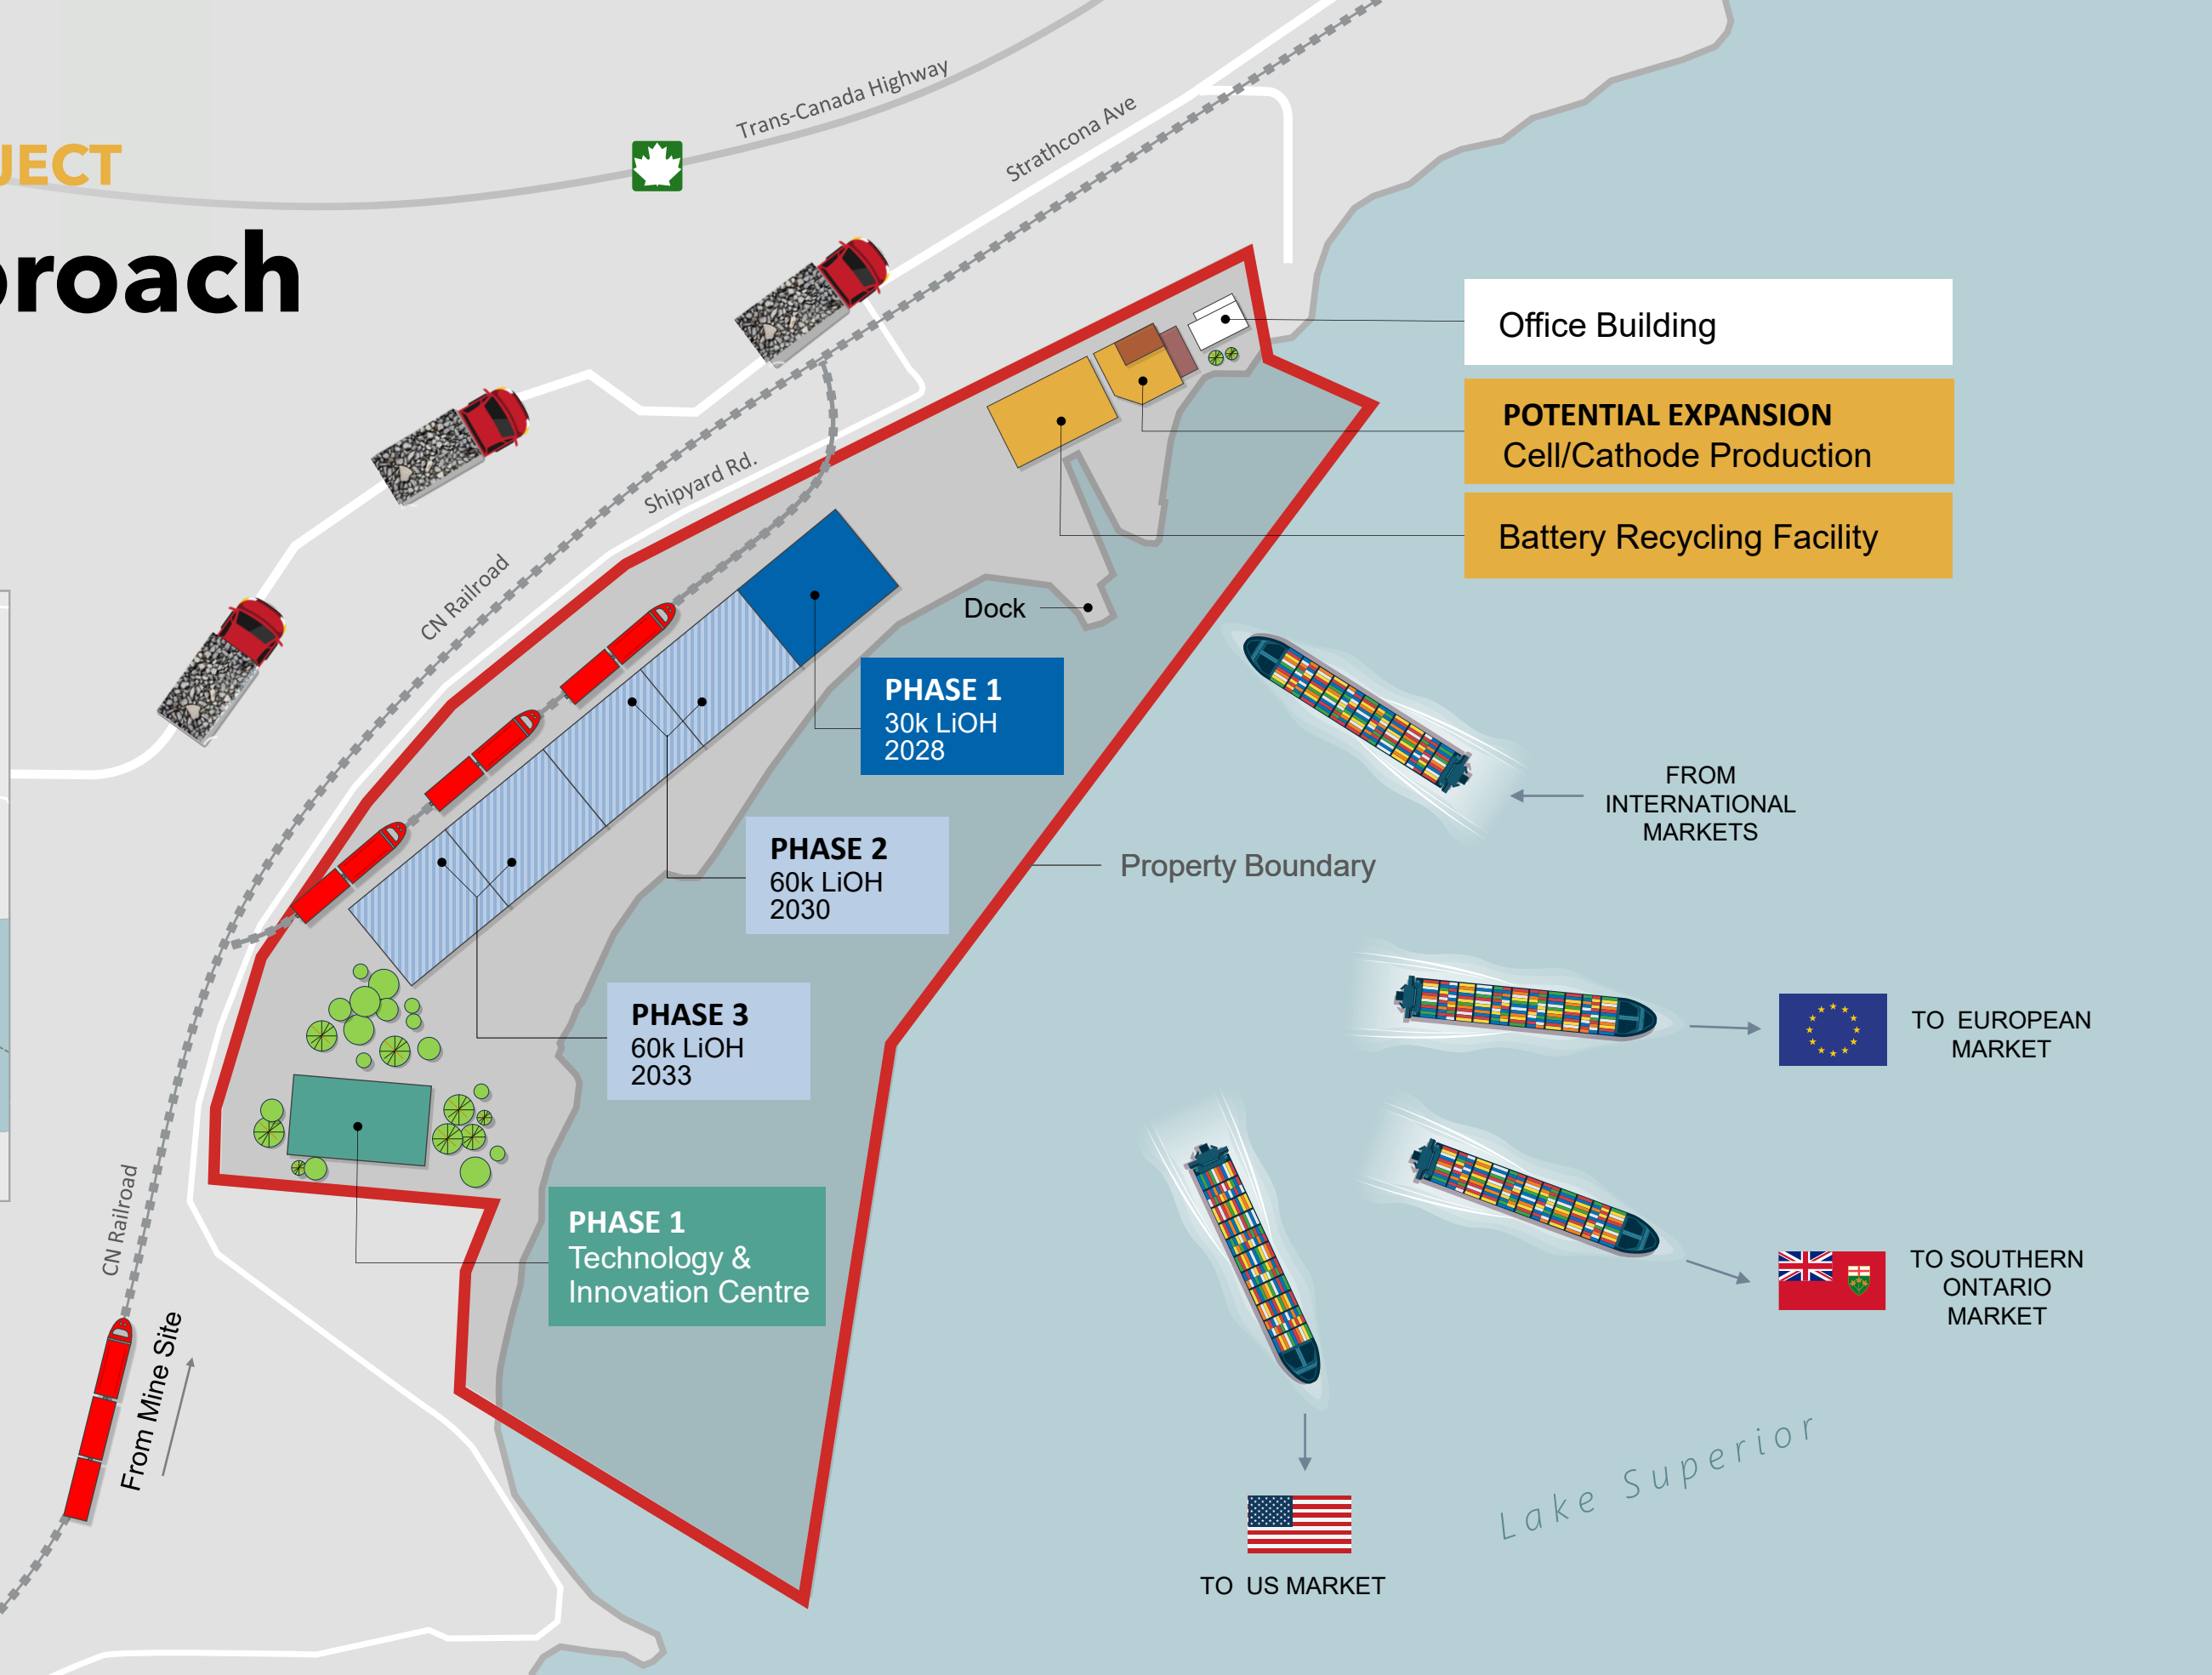 JECT
roach
Trans-Canada Highway
Strathcona Ave
Shipyard Rd.
CN Railroad
Office Building
POTENTIAL EXPANSION
Cell/Cathode Production
Battery Recycling Facility
Dock
PHASE 1
30k LiOH
2028
FROM
INTERNATIONAL
MARKETS
PHASE 2
60k LiOH
2030
Property Boundary
PHASE 3
60k LiOH
2033
TO EUROPEAN
MARKET
PHASE 1
Technology &
Innovation Centre
TO SOUTHERN
ONTARIO
MARKET
CN Railroad
From Mine Site
Lake Superior
TO US MARKET